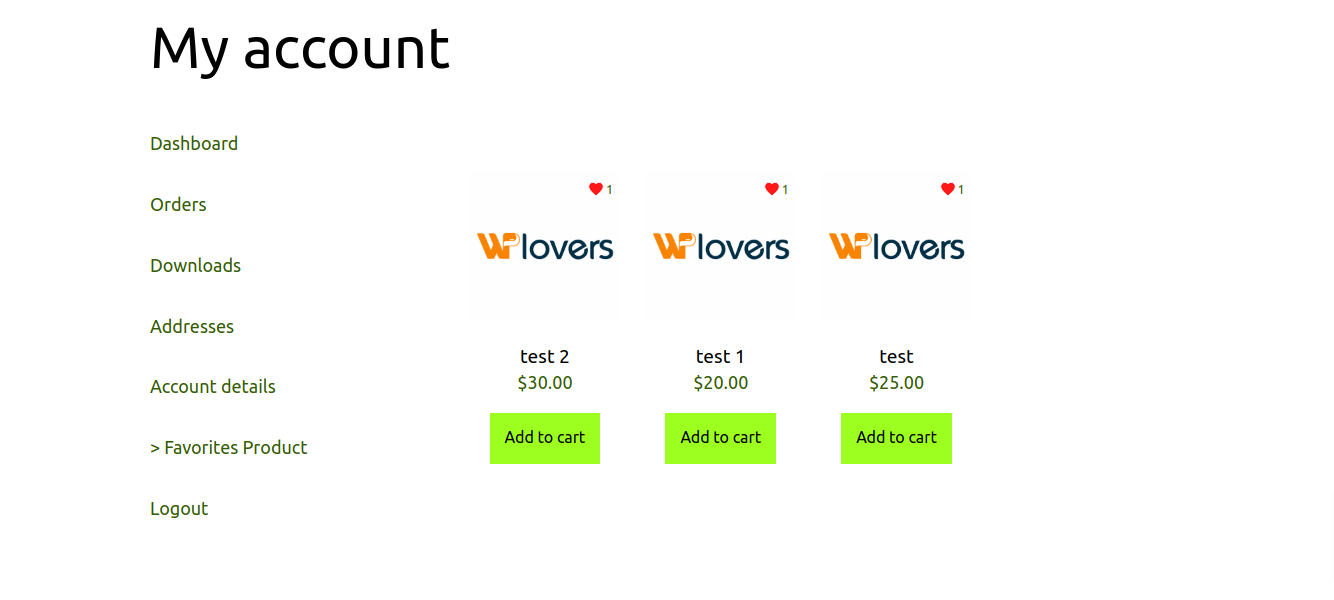 My account
Dashboard
Orders
Downloads
Addresses
Account details
> Favorites Product
Logout
1
WPlovers
test 2
$30.00
Add to cart
1
WPlovers
test 1
$20.00
Add to cart
1
WPlovers
test
$25.00
Add to cart